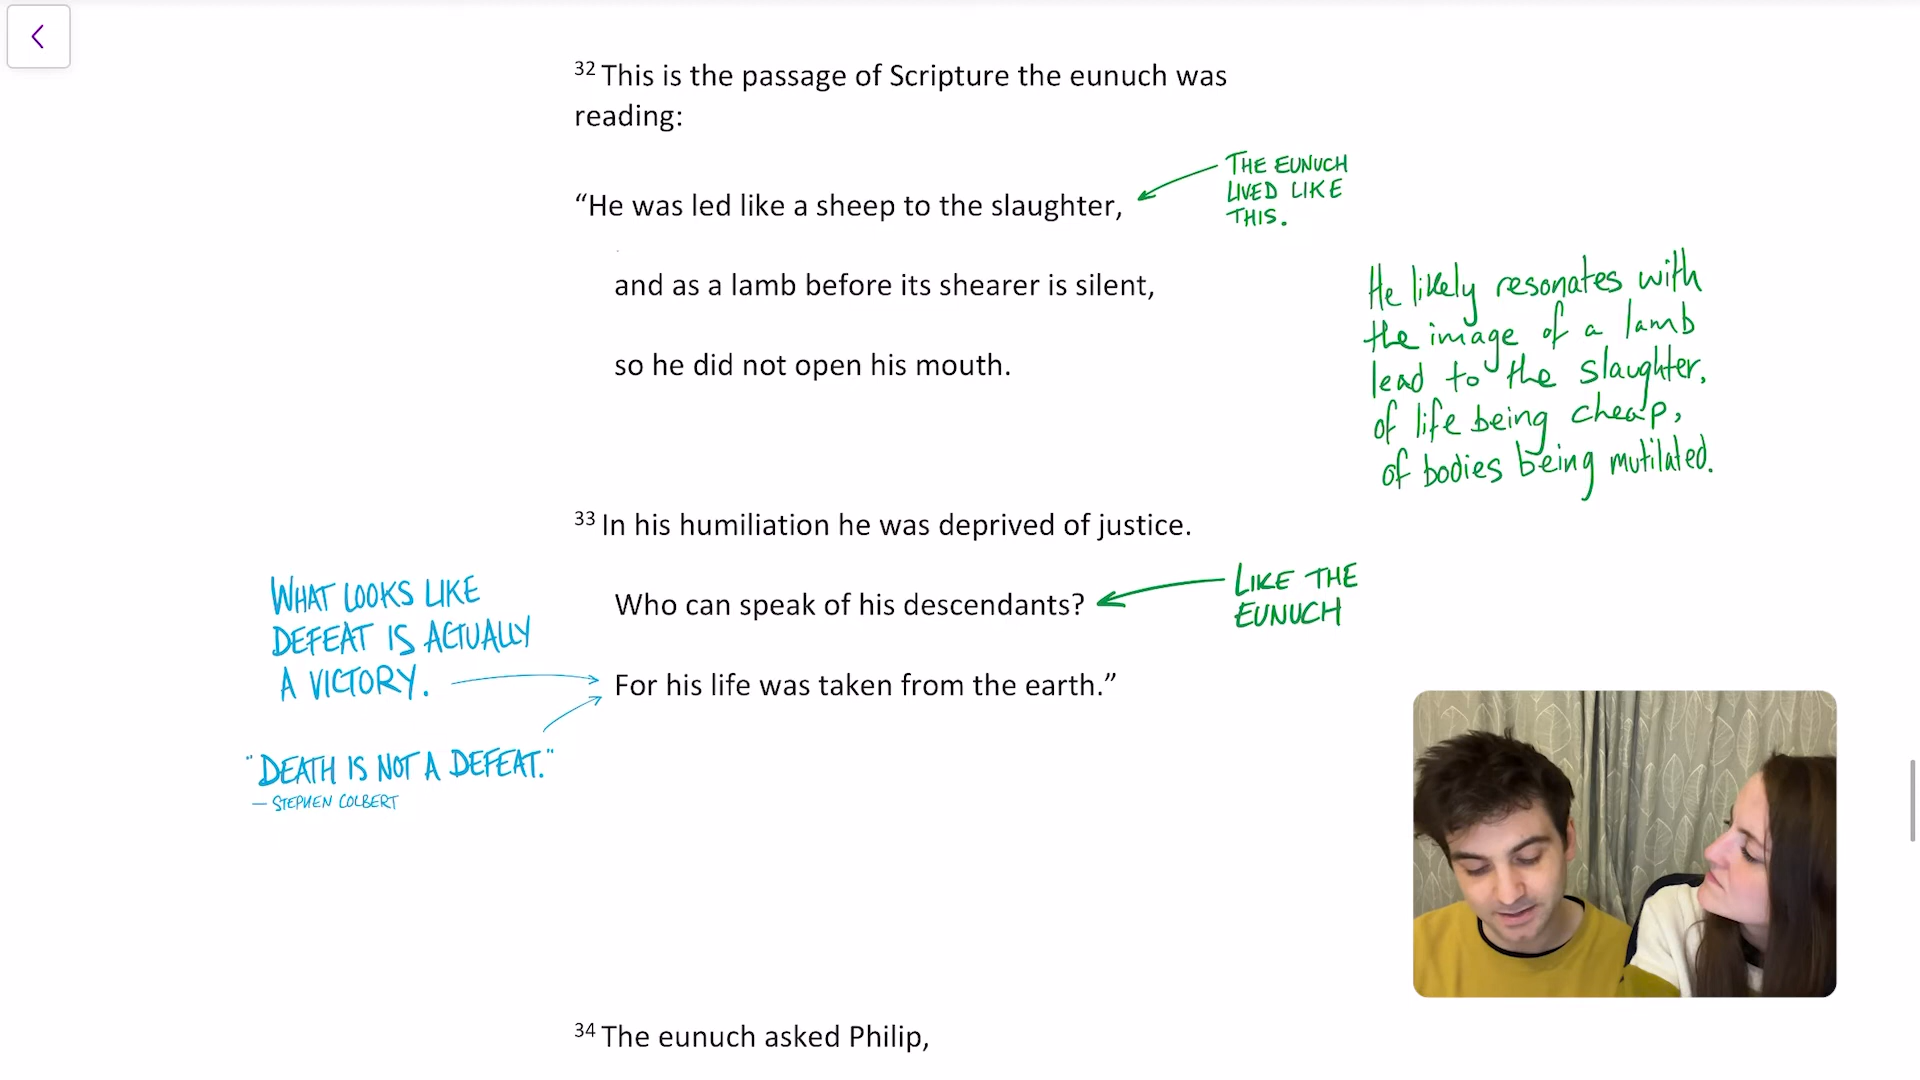 32 This is the passage of Scripture the eunuch was
reading:
“He was led like a sheep to the slaughter,
THE EUNUCH
LIVED LIKE
THIS.
and as a lamb before its shearer is silent,
so he did not open his mouth.
He likely resonates with
the image of a lamb
lead to the slaughter,
of life being cheap,
of bodies being mutilated.
33 In his humiliation he was deprived of justice.
Who can speak of his descendants?
LIKE THE
EUNUCH
For his life was taken from the earth.”
WHAT LOOKS LIKE
DEFEAT IS ACTUALLY
A VICTORY.
"DEATH IS NOT A DEFEAT."
— STEPHEN COLBERT
34 The eunuch asked Philip,